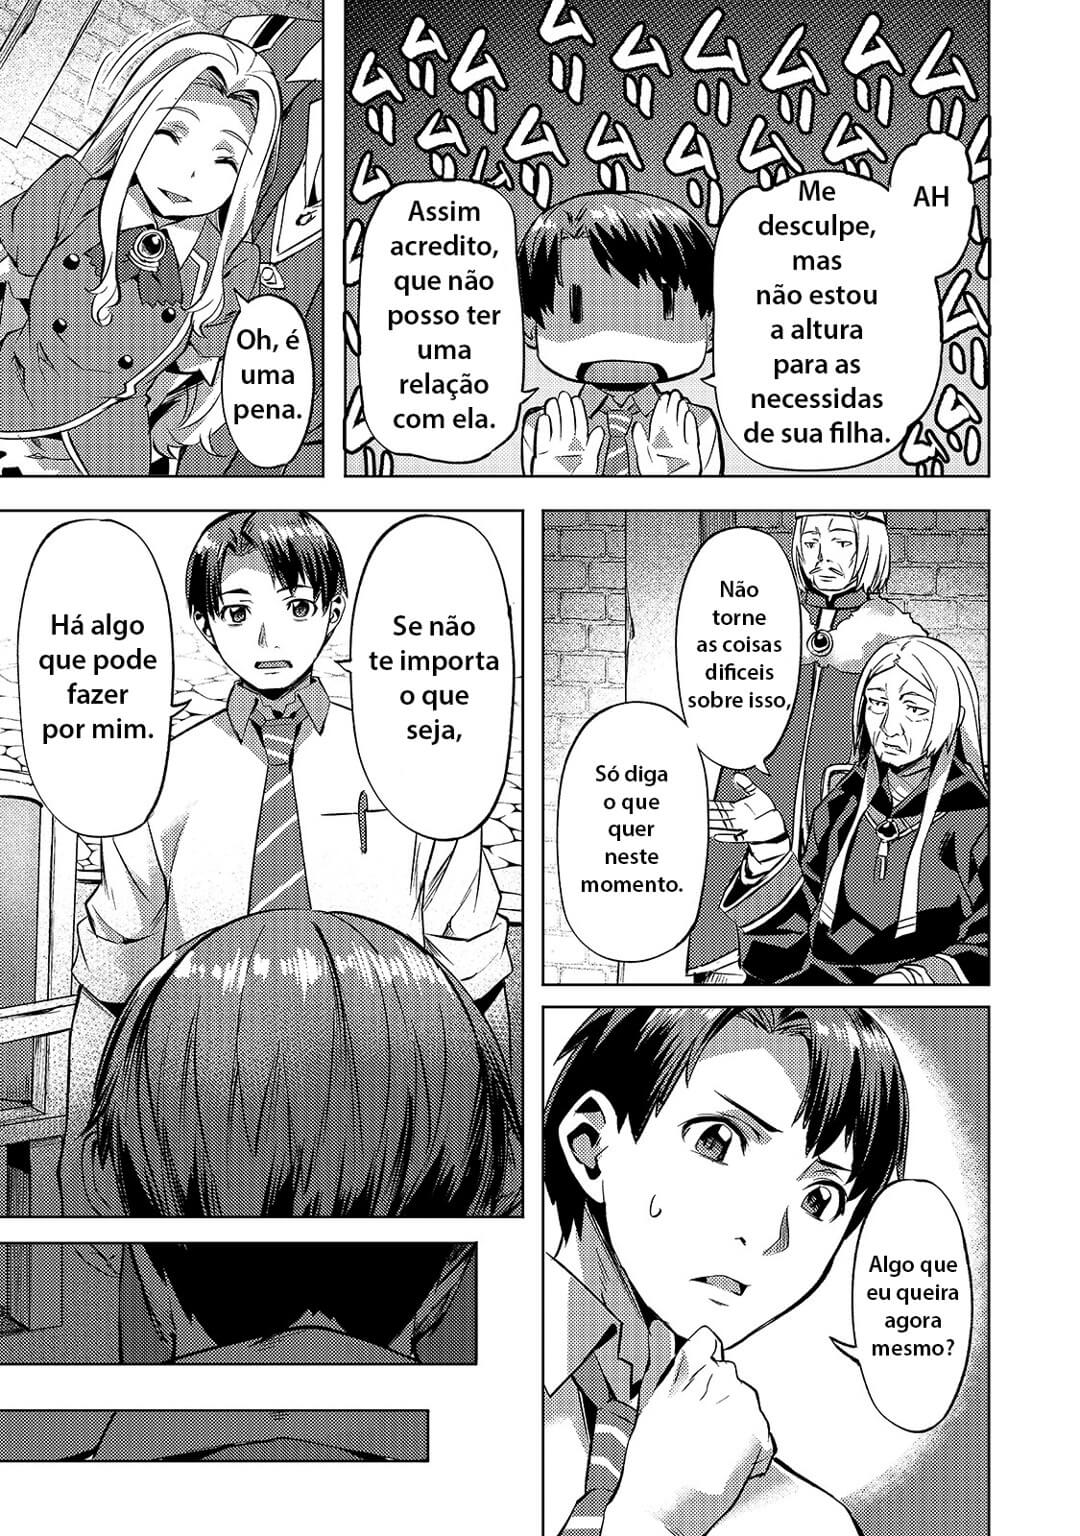 AH
Me
desculpe,
mas
não estou
a altura
para as
necessidas
de sua filha.
Assim
acredito,
que não
posso ter
uma
relação
com ela.
Oh, é
uma
pena.
Não
torne
as coisas
dificeis
sobre isso,
Só diga
o que
quer
neste
momento.
Algo que
eu queira
agora
mesmo?
Se não
te importa
o que
seja,
Há algo
que pode
fazer
por mim.